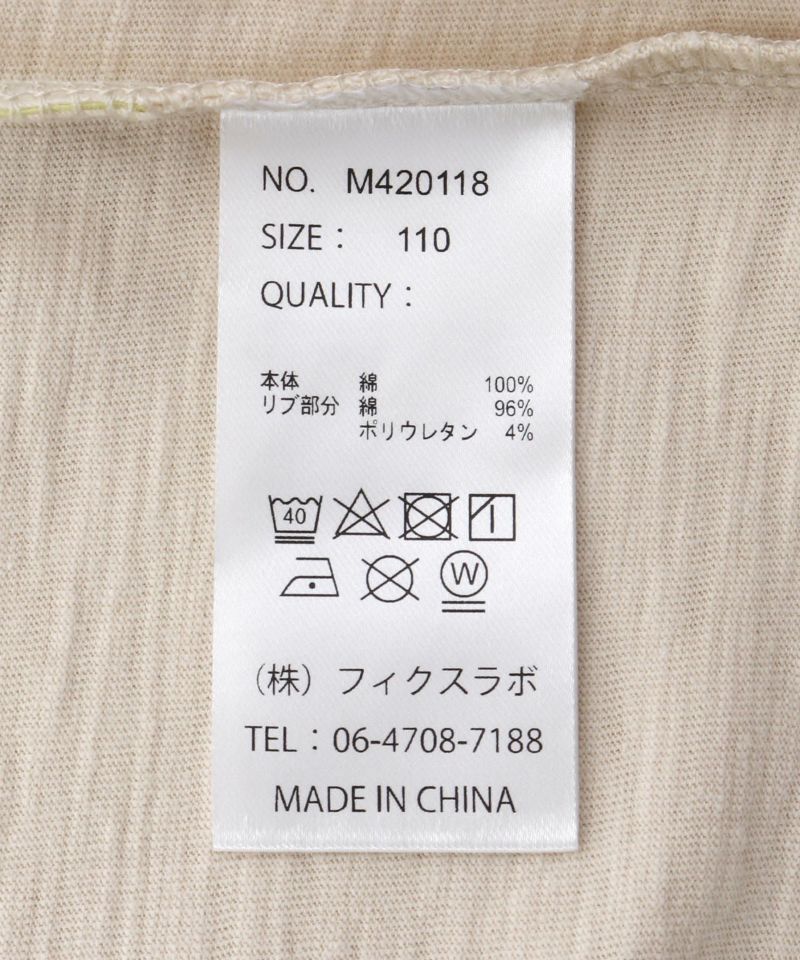 NO. M420118
SIZE： 110
QUALITY：
本体 綿 100%
リブ部分 綿 96%
ポリウレタン 4%
40
W
（株）フィクスラボ
TEL：06-4708-7188
MADE IN CHINA